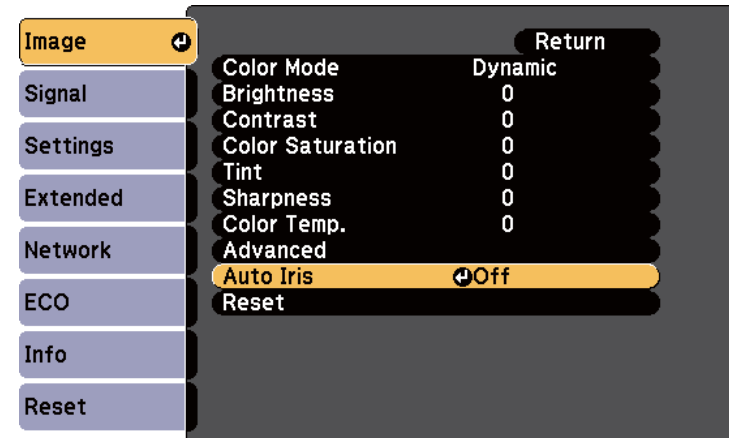 Image
Signal
Settings
Extended
Network
ECO
Info
Reset
Return
Color Mode Dynamic
Brightness 0
Contrast 0
Color Saturation 0
Tint 0
Sharpness 0
Color Temp. 0
Advanced
Auto Iris Off
Reset